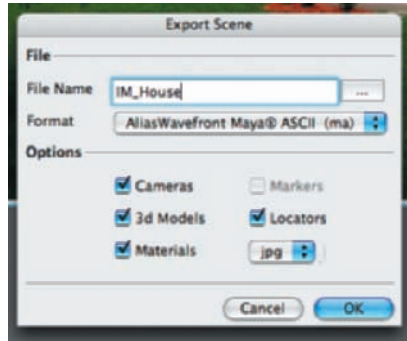 Export Scene
File
File Name IM_House ...
Format AliasWavefront Maya® ASCII (ma)
Options
Cameras Markers
3d Models Locators
Materials jpg
Cancel OK